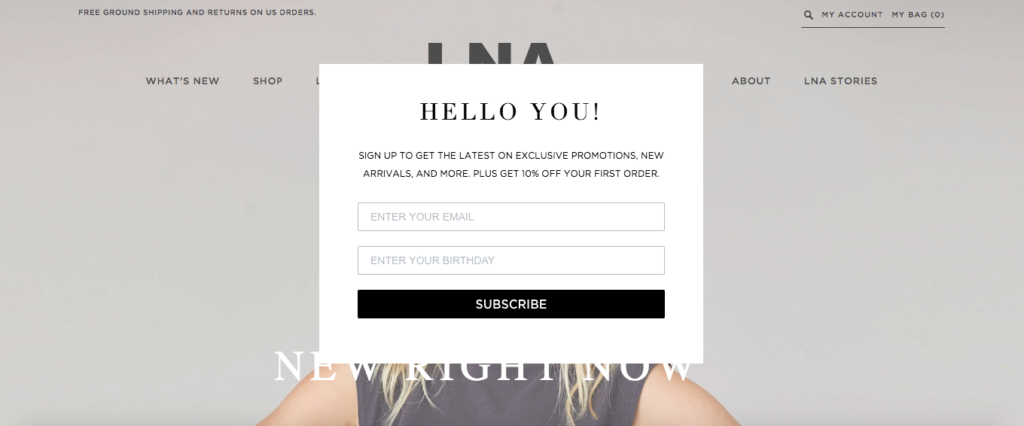 FREE GROUND SHIPPING AND RETURNS ON US ORDERS.
MY ACCOUNT MY BAG (0)
LNA
WHAT'S NEW SHOP L ABOUT LNA STORIES
HELLO YOU!
SIGN UP TO GET THE LATEST ON EXCLUSIVE PROMOTIONS, NEW
ARRIVALS, AND MORE. PLUS GET 10% OFF YOUR FIRST ORDER.
ENTER YOUR EMAIL
ENTER YOUR BIRTHDAY
SUBSCRIBE
NEW RIGHT NOW